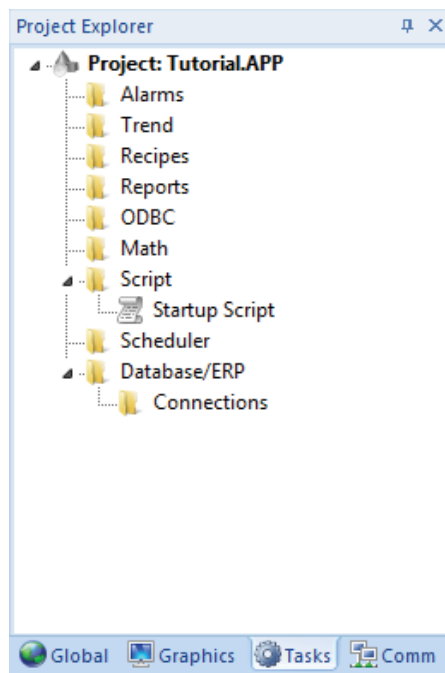 Project Explorer
Project: Tutorial.APP
Alarms
Trend
Recipes
Reports
ODBC
Math
Script
Startup Script
Scheduler
Database/ERP
Connections
Global Graphics Tasks Comm